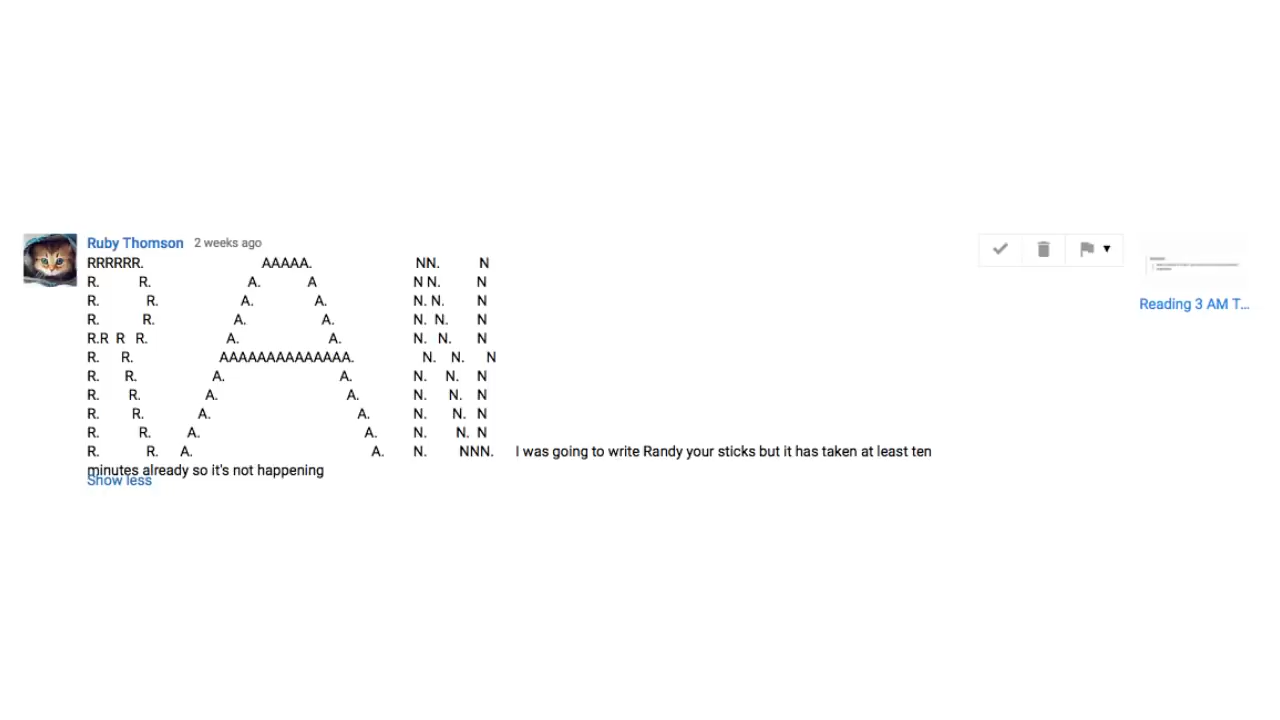 Ruby Thomson 2 weeks ago
RRRRRR. AAAAA. NN. N
R. R. A. A N N. N
R. R. A. A. N. N. N
R. R. A. A. N. N. N
R.R R R. A. A. N. N. N
R. R. AAAAAAAAAAAAAA. N. N. N
R. R. A. A. N. N. N
R. R. A. A. N. N. N
R. R. A. A. N. N. N
R. R. A. A. N. N. N
R. R. A. A. N. NNN. I was going to write Randy your sticks but it has taken at least ten
minutes already so it's not happening
Show less
Reading 3 AM T...